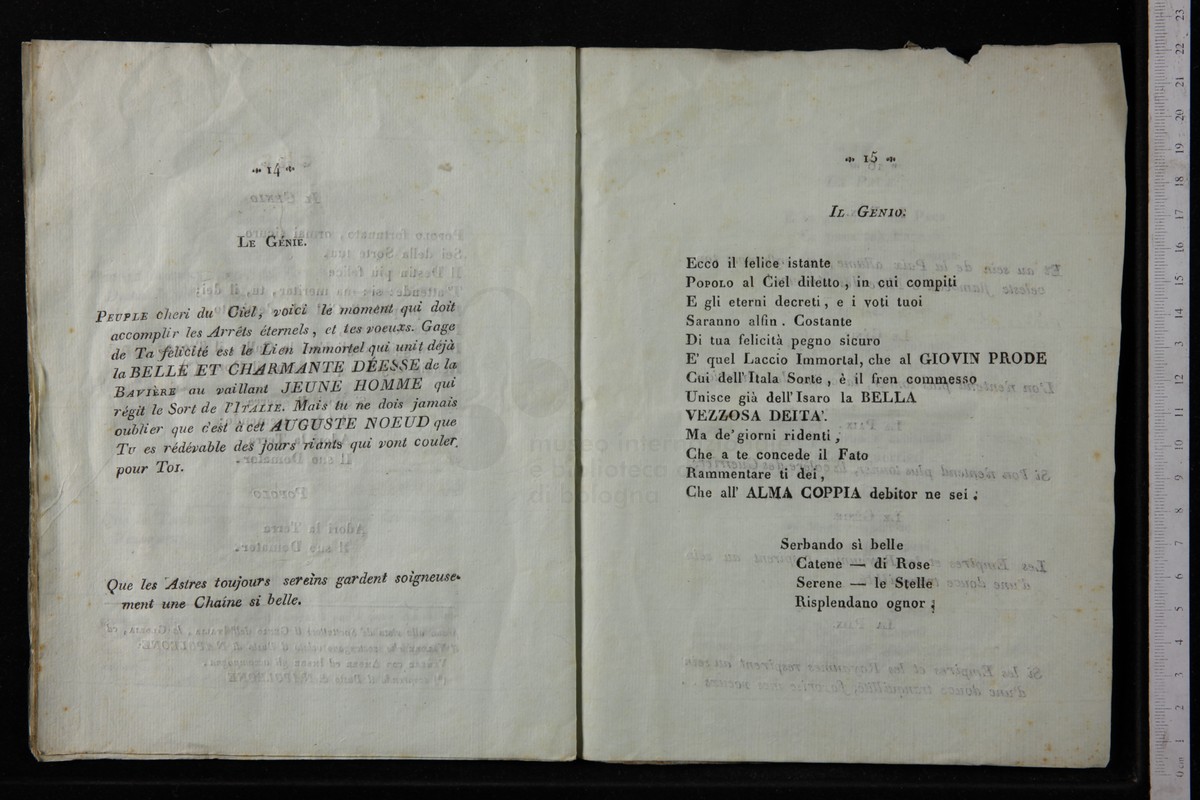 14
LE GÉNIE.
PEUPLE cheri du Ciel, voici le moment qui doit
accomplir les Arrêts éternels, et tes voeuxs. Gage
de Ta felicité est le Lien Immortel qui unit déjà
la BELLE ET CHARMANTE DÉESSE de la
BAVIÈRE au vaillant JEUNE HOMME qui
régit le Sort de l'ITALIE. Mais tu ne dois jamais
oublier que c'est à cet AUGUSTE NOEUD que
TU es rédévable des jours riants qui vont couler
pour TOI.
Que les Astres toujours sereins gardent soigneuse-
ment une Chaine si belle.
15
IL GENIO.
Ecco il felice istante
POPOLO al Ciel diletto, in cui compiti
E gli eterni decreti, e i voti tuoi
Saranno alfin. Costante
Di tua felicità pegno sicuro
E' quel Laccio Immortal, che al GIOVIN PRODE
Cui dell'Itala Sorte, è il fren commesso
Unisce già dell'Isaro la BELLA
VEZZOSA DEITA'.
Ma de' giorni ridenti,
Che a te concede il Fato
Rammentare ti dei,
Che all' ALMA COPPIA debitor ne sei.
Serbando sì belle
Catene — di Rose
Serene — le Stelle
Risplendano ognor;
museo
e biblioteca
di bologna